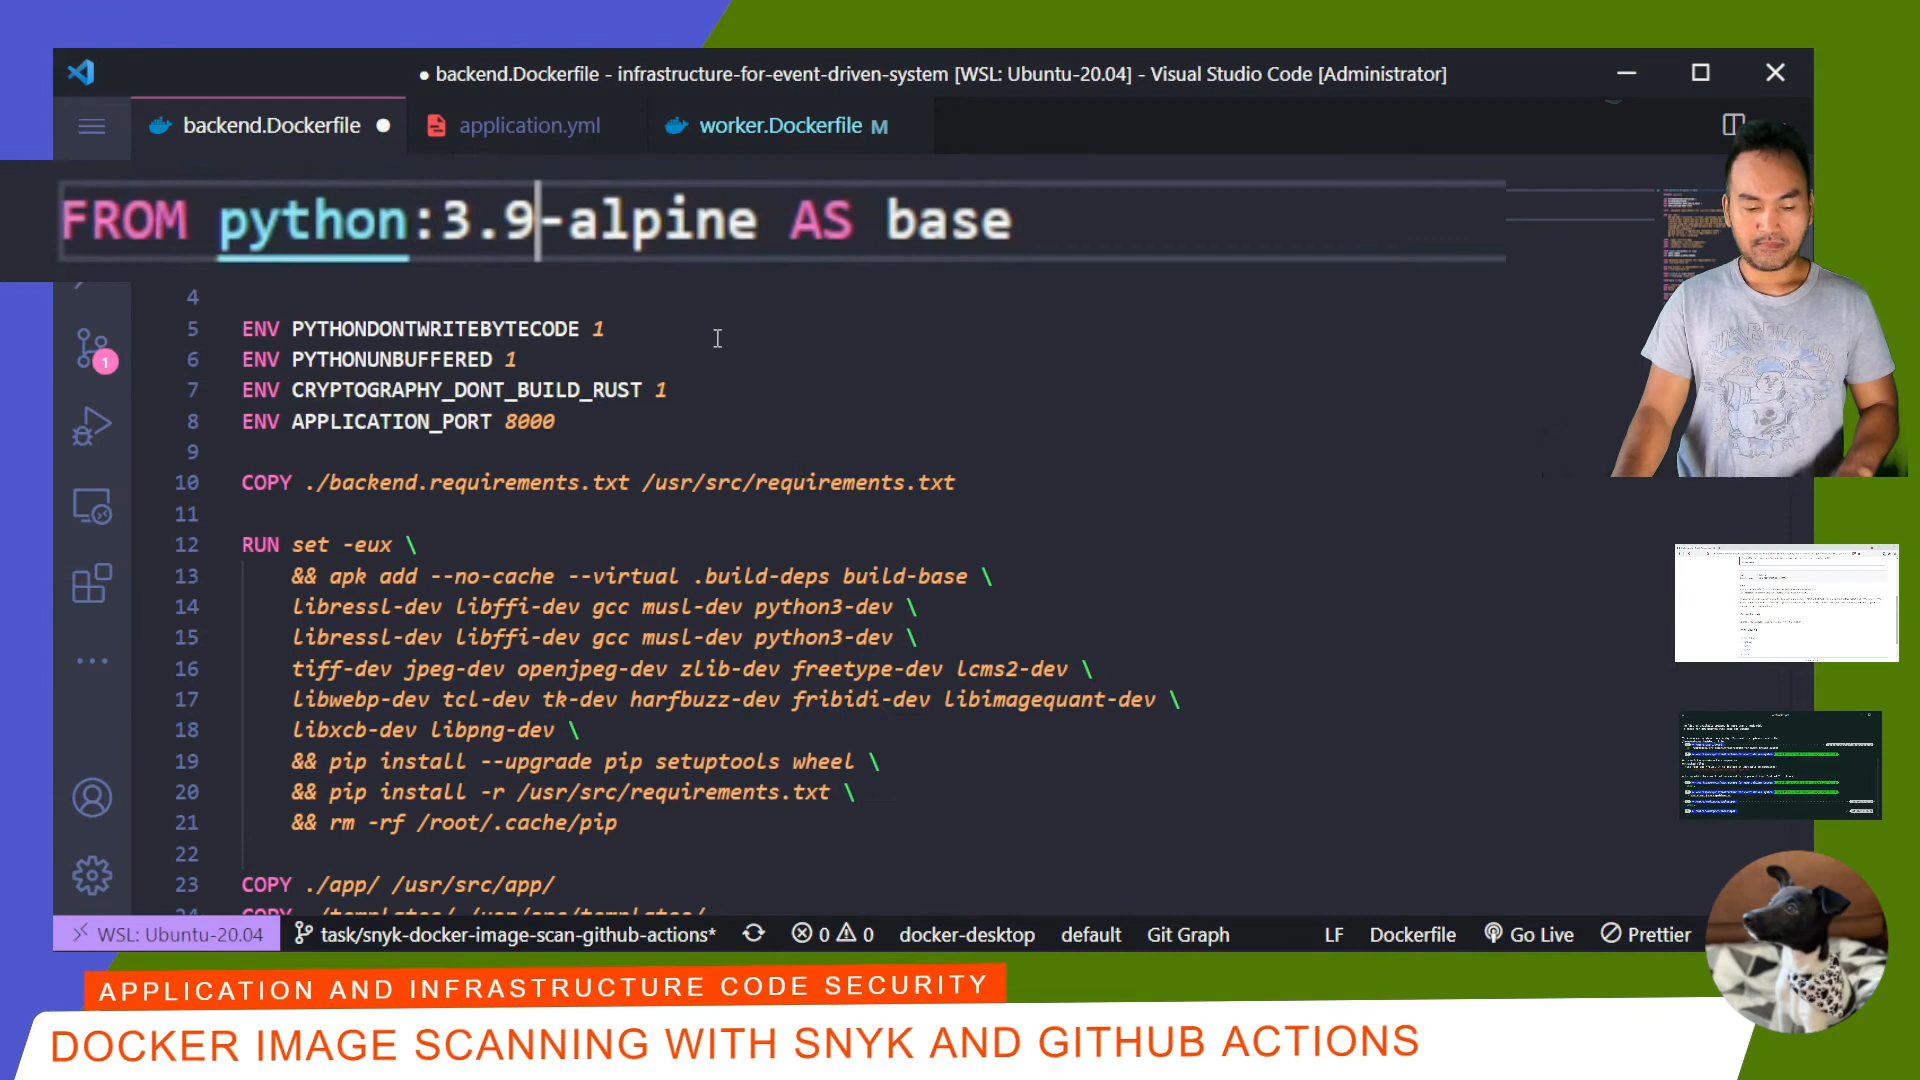 backend.Dockerfile - infrastructure-for-event-driven-system [WSL: Ubuntu-20.04] - Visual Studio Code [Administrator]
backend.Dockerfile
application.yml
worker.Dockerfile M
FROM python:3.9-alpine AS base
4
5 ENV PYTHONDONTWRITEBYTECODE 1
6 ENV PYTHONUNBUFFERED 1
7 ENV CRYPTOGRAPHY_DONT_BUILD_RUST 1
8 ENV APPLICATION_PORT 8000
9
10 COPY ./backend.requirements.txt /usr/src/requirements.txt
11
12 RUN set -eux \
13 && apk add --no-cache --virtual .build-deps build-base \
14 libressl-dev libffi-dev gcc musl-dev python3-dev \
15 libressl-dev libffi-dev gcc musl-dev python3-dev \
16 tiff-dev jpeg-dev openjpeg-dev zlib-dev freetype-dev lcms2-dev \
17 libwebp-dev tcl-dev tk-dev harfbuzz-dev fribidi-dev libimagequant-dev \
18 libxcb-dev libpng-dev \
19 && pip install --upgrade pip setuptools wheel \
20 && pip install -r /usr/src/requirements.txt \
21 && rm -rf /root/.cache/pip
22
23 COPY ./app/ /usr/src/app/
24 COPY ./templates/ /usr/src/templates/
1
WSL: Ubuntu-20.04 task/snyk-docker-image-scan-github-actions* 0 0 docker-desktop default Git Graph LF Dockerfile Go Live Prettier
APPLICATION AND INFRASTRUCTURE CODE SECURITY
DOCKER IMAGE SCANNING WITH SNYK AND GITHUB ACTIONS